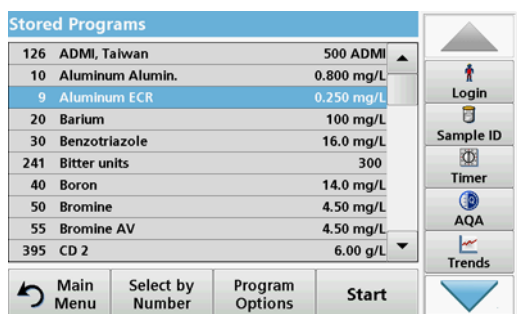 Stored Programs
126 ADMI, Taiwan 500 ADMI
10 Aluminum Alumin. 0.800 mg/L
9 Aluminum ECR 0.250 mg/L
20 Barium 100 mg/L
30 Benzotriazole 16.0 mg/L
241 Bitter units 300
40 Boron 14.0 mg/L
50 Bromine 4.50 mg/L
55 Bromine AV 4.50 mg/L
395 CD 2 6.00 g/L
Login
Sample ID
Timer
AQA
Trends
Main Menu
Select by Number
Program Options
Start